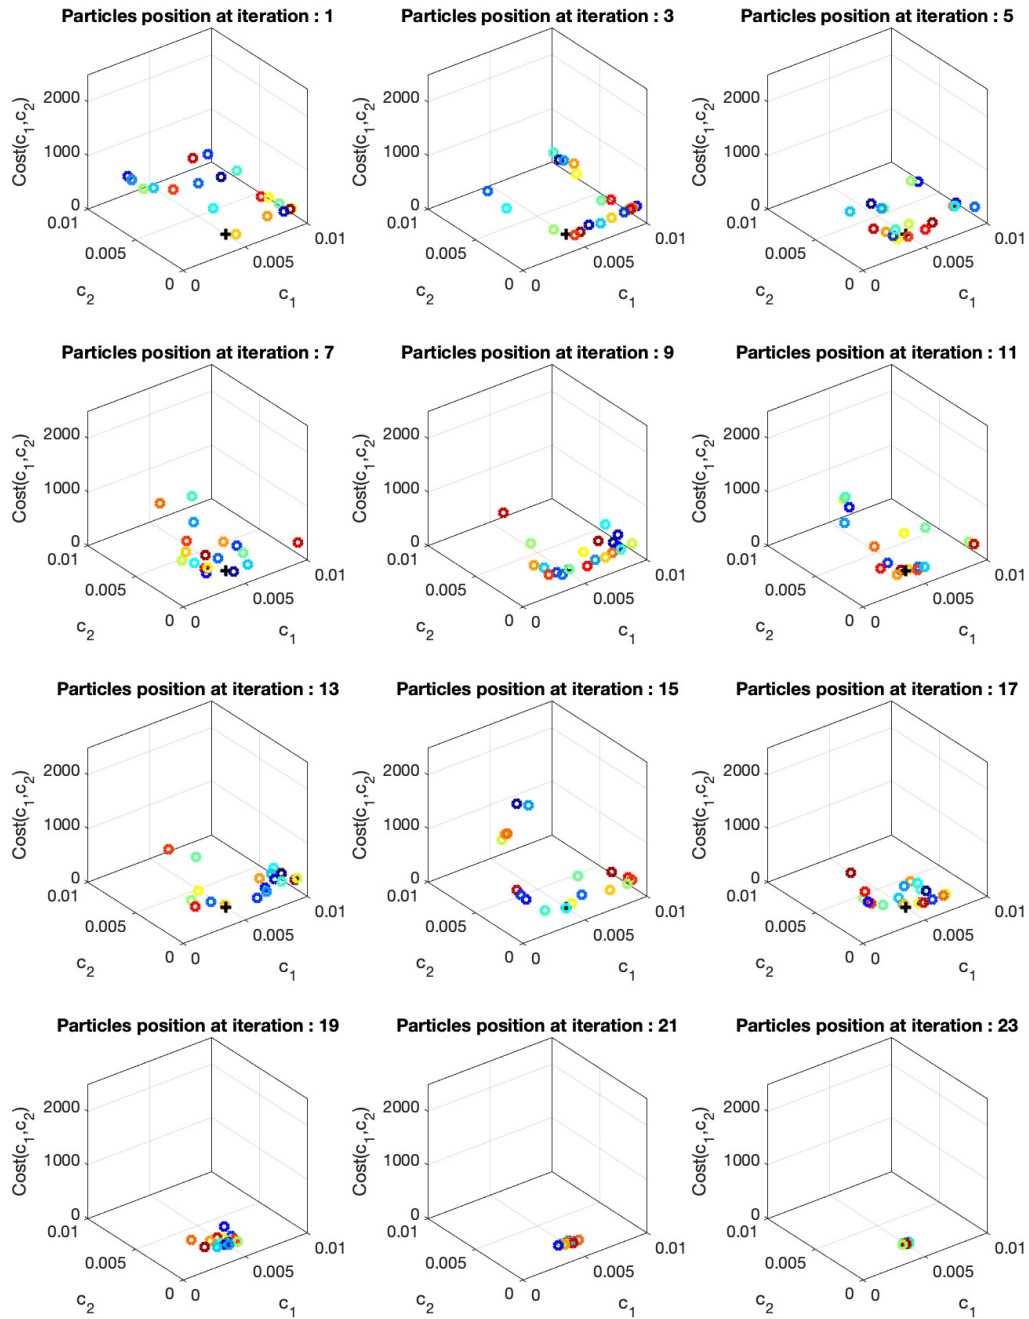 Particles position at iteration : 1
Cost(c₁,c₂)
2000
1000
0
0.01
0.005
0
c₂
0
0.005
0.01
c₁
Particles position at iteration : 3
Cost(c₁,c₂)
2000
1000
0
0.01
0.005
0
c₂
0
0.005
0.01
c₁
Particles position at iteration : 5
Cost(c₁,c₂)
2000
1000
0
0.01
0.005
0
c₂
0
0.005
0.01
c₁
Particles position at iteration : 7
Cost(c₁,c₂)
2000
1000
0
0.01
0.005
0
c₂
0
0.005
0.01
c₁
Particles position at iteration : 9
Cost(c₁,c₂)
2000
1000
0
0.01
0.005
0
c₂
0
0.005
0.01
c₁
Particles position at iteration : 11
Cost(c₁,c₂)
2000
1000
0
0.01
0.005
0
c₂
0
0.005
0.01
c₁
Particles position at iteration : 13
Cost(c₁,c₂)
2000
1000
0
0.01
0.005
0
c₂
0
0.005
0.01
c₁
Particles position at iteration : 15
Cost(c₁,c₂)
2000
1000
0
0.01
0.005
0
c₂
0
0.005
0.01
c₁
Particles position at iteration : 17
Cost(c₁,c₂)
2000
1000
0
0.01
0.005
0
c₂
0
0.005
0.01
c₁
Particles position at iteration : 19
Cost(c₁,c₂)
2000
1000
0
0.01
0.005
0
c₂
0
0.005
0.01
c₁
Particles position at iteration : 21
Cost(c₁,c₂)
2000
1000
0
0.01
0.005
0
c₂
0
0.005
0.01
c₁
Particles position at iteration : 23
Cost(c₁,c₂)
2000
1000
0
0.01
0.005
0
c₂
0
0.005
0.01
c₁